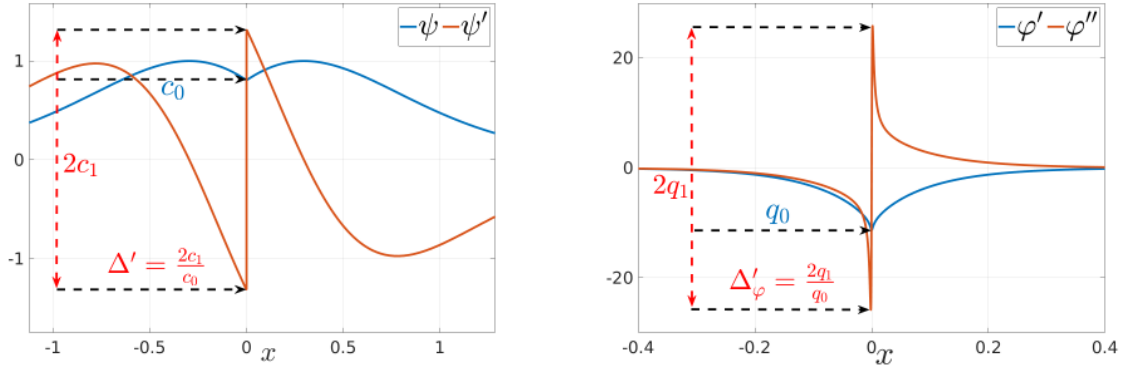 ψ ψ′
1
0
-1
c₀
2c₁
Δ′ = 2c₁/c₀
-1 -0.5 0 0.5 1
x
φ′ φ′′
20
0
-20
2q₁
q₀
Δ′φ = 2q₁/q₀
-0.4 -0.2 0 0.2 0.4
x